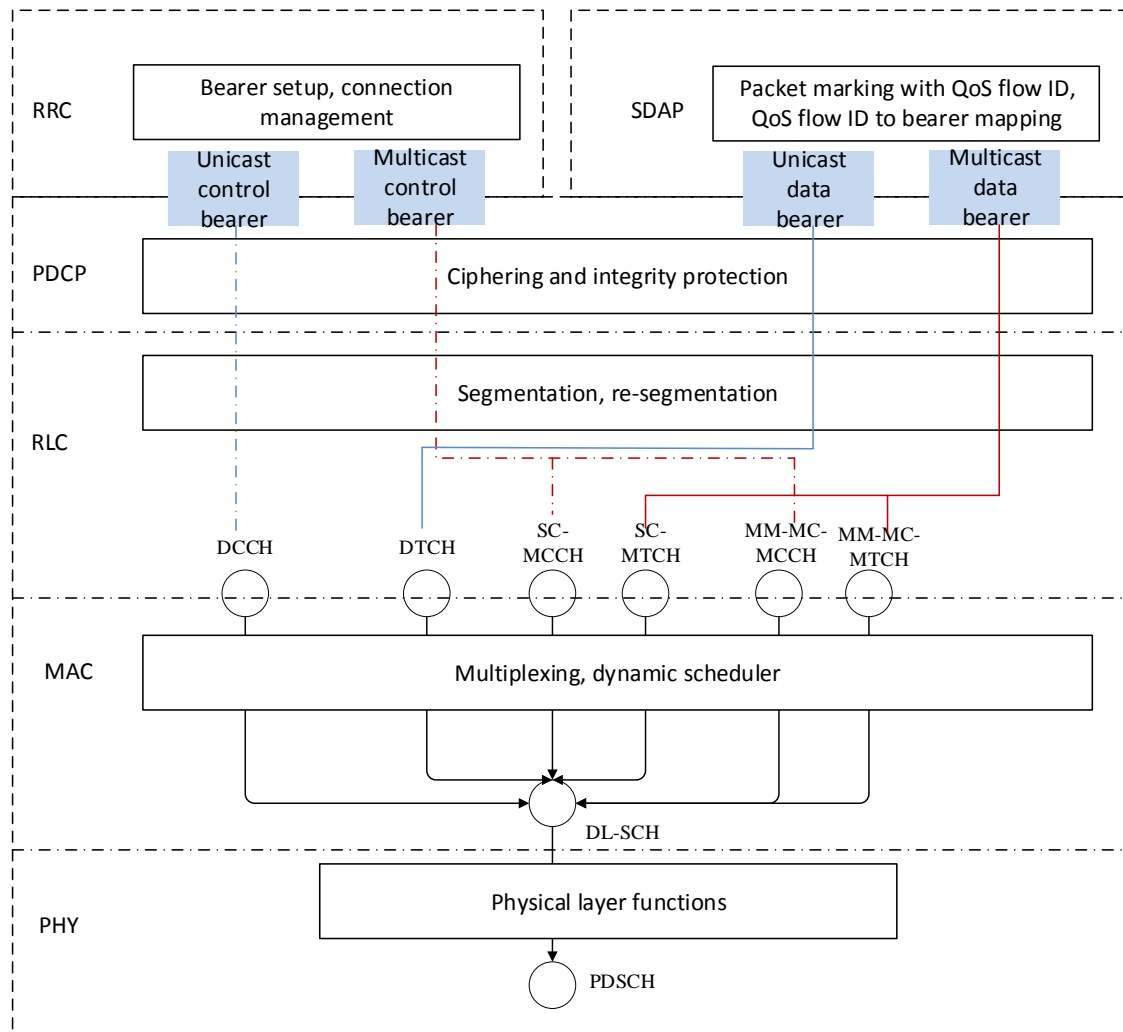 RRC
Bearer setup, connection
management
SDAP
Packet marking with QoS flow ID,
QoS flow ID to bearer mapping
Unicast
control
bearer
Multicast
control
bearer
Unicast
data
bearer
Multicast
data
bearer
PDCP
Ciphering and integrity protection
RLC
Segmentation, re-segmentation
DCCH
DTCH
SC-
MCCH
SC-
MTCH
MM-MC-
MCCH
MM-MC-
MTCH
MAC
Multiplexing, dynamic scheduler
DL-SCH
PHY
Physical layer functions
PDSCH